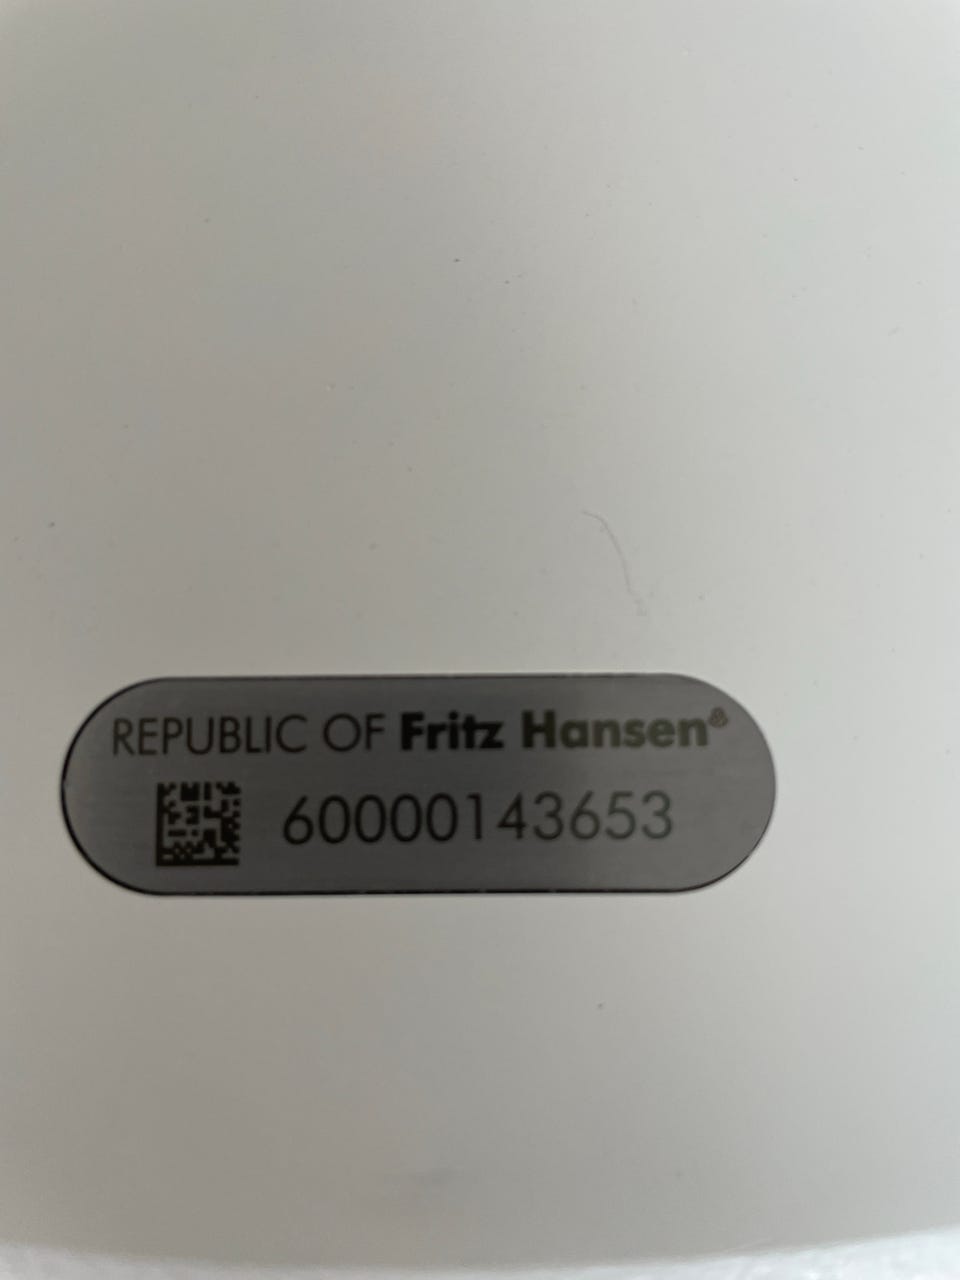 REPUBLIC OF Fritz Hansen®
60000143653